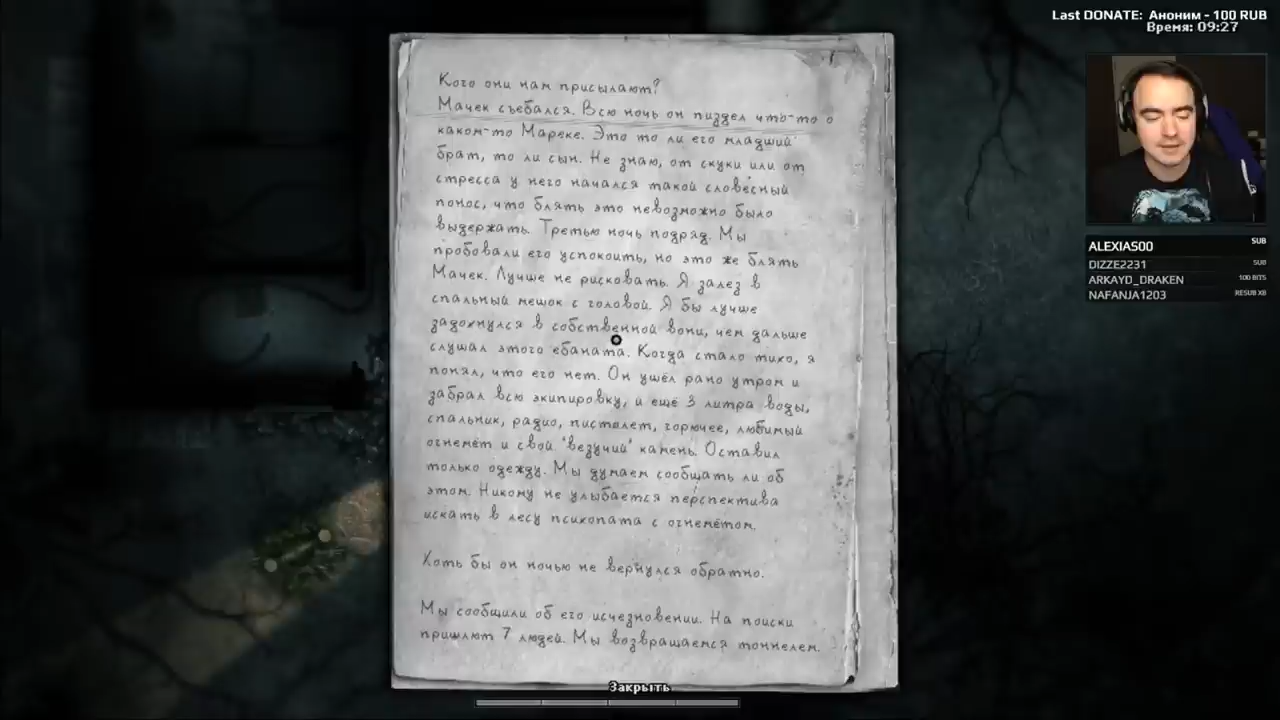 Last DONATE: Аноним - 100 RUB
Время: 09:27
Кого они нам присылают?
Мачек съебался. Всю ночь он пиздел что-то о
каком-то Мареке. Это то ли его младший
брат, то ли сын. Не знаю, от скуки или от
стресса у него начался такой словесный
понос, что блять это невозможно было
выдержать. Третью ночь подряд. Мы
пробовали его успокоить, но это же блять
Мачек. Лучше не рисковать. Я залез в
спальный мешок с головой. Я бы лучше
задохнулся в собственной вони, чем дальше
слушал этого ебаната. Когда стало тихо, я
понял, что его нет. Он ушёл рано утром и
забрал всю экипировку, и ещё 3 литра воды,
спальник, радио, пистолет, горючее, любимый
огнемёт и свой "везучий" камень. Оставил
только одежду. Мы думаем сообщать ли об
этом. Никому не улыбается перспектива
искать в лесу психопата с огнемётом.
Хоть бы он ночью не вернулся обратно.
Мы сообщили об его исчезновении. На поиски
пришлют 7 людей. Мы возвращаемся тоннелем.
Закрыть
ALEXIAS00 SUB
DIZZE2231 SUB
ARKAYD_DRAKEN 100 BITS
NAFANJA1203 RESUB X8